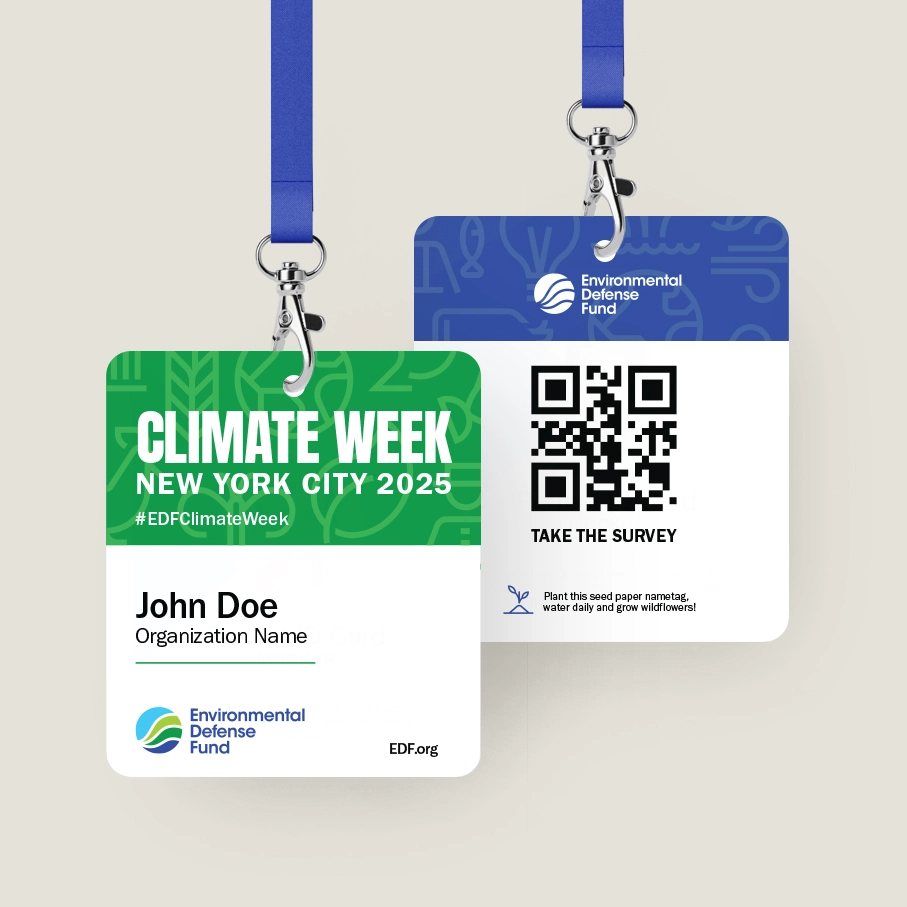 CLIMATE WEEK
NEW YORK CITY 2025
#EDFClimateWeek
John Doe
Organization Name
Environmental
Defense
Fund
EDF.org
Environmental
Defense
Fund
TAKE THE SURVEY
Plant this seed paper nametag,
water daily and grow wildflowers!